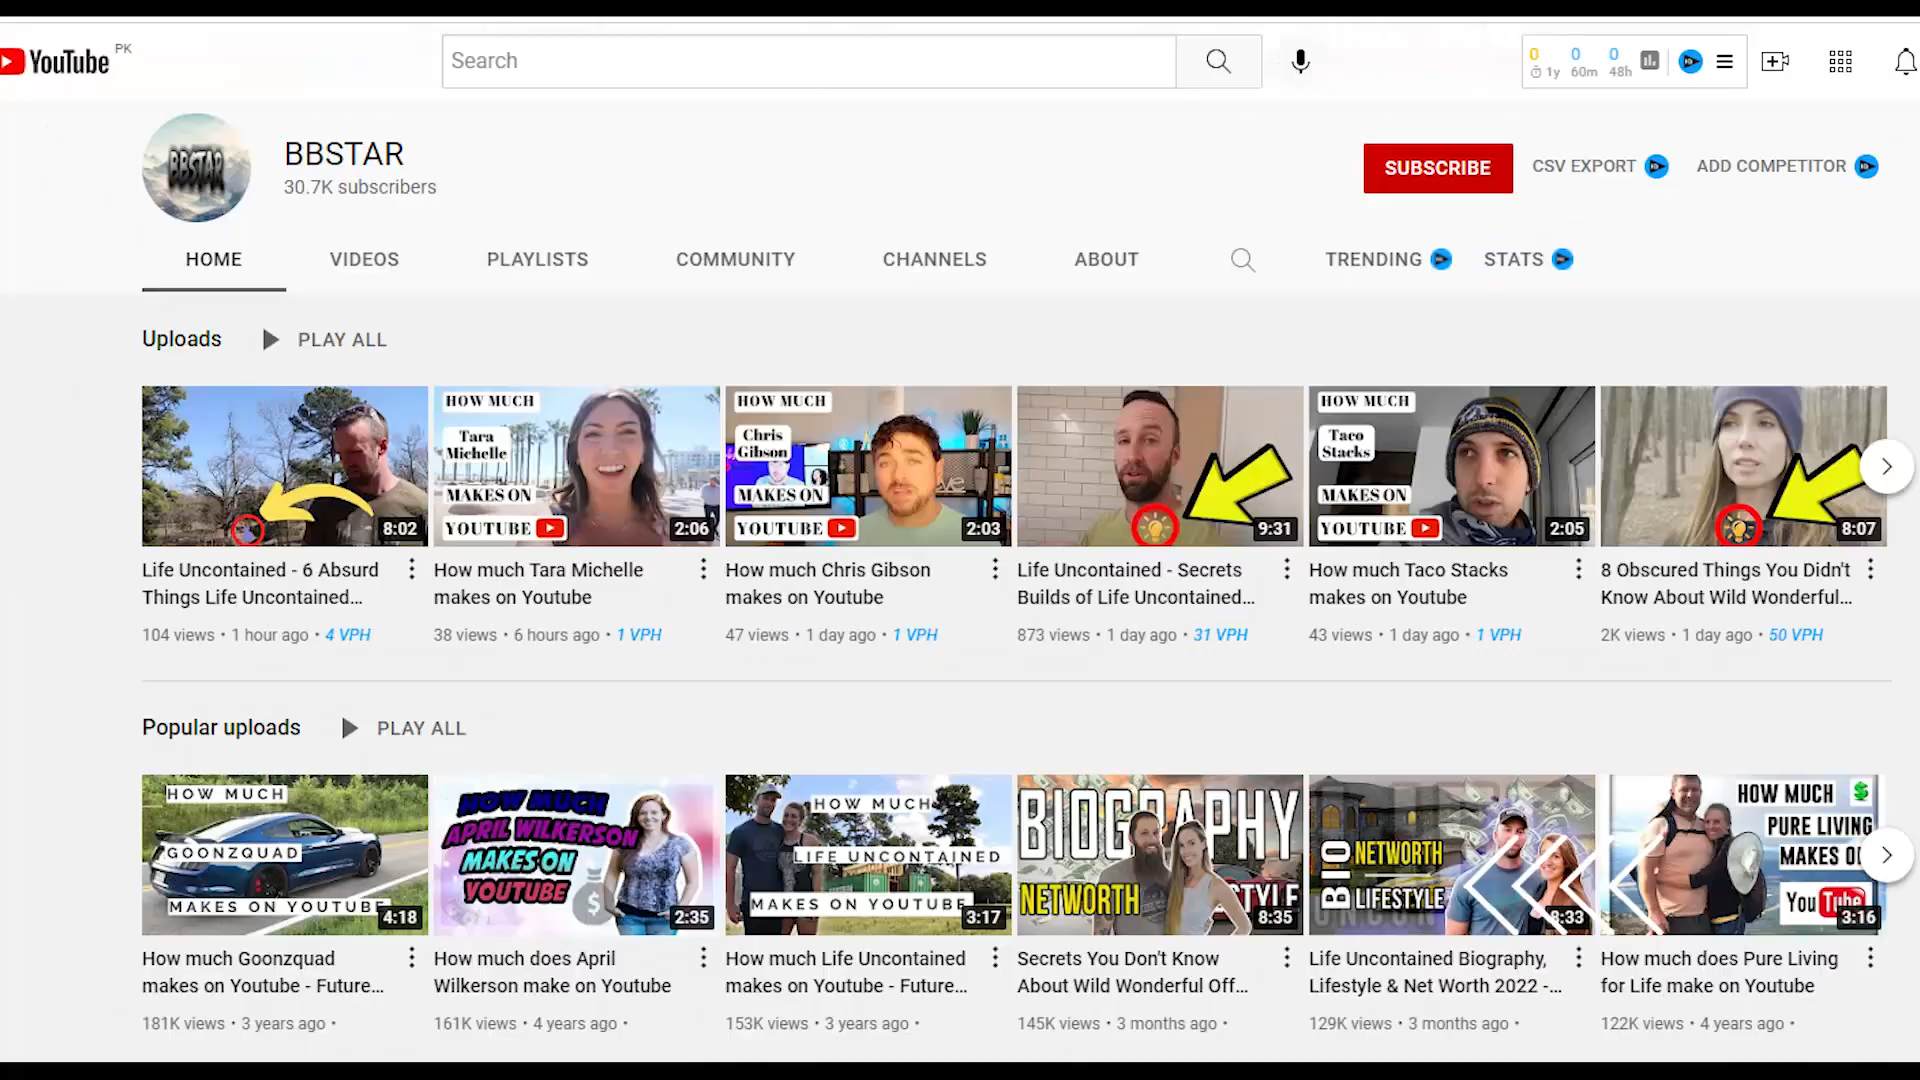 YouTube PK
Search
0 0 0
1y 60m 48h
BBSTAR
BBSTAR
30.7K subscribers
SUBSCRIBE
CSV EXPORT
ADD COMPETITOR
HOME VIDEOS PLAYLISTS COMMUNITY CHANNELS ABOUT TRENDING STATS
Uploads PLAY ALL
8:02
HOW MUCH
Tara
Michelle
MAKES ON
YOUTUBE
2:06
HOW MUCH
Chris
Gibson
MAKES ON
YOUTUBE
2:03
9:31
HOW MUCH
Taco
Stacks
MAKES ON
YOUTUBE
2:05
8:07
Life Uncontained - 6 Absurd
Things Life Uncontained...
104 views • 1 hour ago • 4 VPH
How much Tara Michelle
makes on Youtube
38 views • 6 hours ago • 1 VPH
How much Chris Gibson
makes on Youtube
47 views • 1 day ago • 1 VPH
Life Uncontained - Secrets
Builds of Life Uncontained...
873 views • 1 day ago • 31 VPH
How much Taco Stacks
makes on Youtube
43 views • 1 day ago • 1 VPH
8 Obscured Things You Didn't
Know About Wild Wonderful...
2K views • 1 day ago • 50 VPH
Popular uploads PLAY ALL
HOW MUCH
GOONZQUAD
MAKES ON YOUTUBE
4:18
HOW MUCH
APRIL WILKERSON
MAKES ON
YOUTUBE
2:35
HOW MUCH
LIFE UNCONTAINED
MAKES ON YOUTUBE
3:17
BIOGRAPHY
NETWORTH
8:35
BIO
NETWORTH
LIFESTYLE
8:33
HOW MUCH
PURE LIVING
MAKES
YouTube
3:16
How much Goonzquad
makes on Youtube - Future...
181K views • 3 years ago •
How much does April
Wilkerson make on Youtube
161K views • 4 years ago •
How much Life Uncontained
makes on Youtube - Future...
153K views • 3 years ago •
Secrets You Don't Know
About Wild Wonderful Off...
145K views • 3 months ago •
Life Uncontained Biography,
Lifestyle & Net Worth 2022 -...
129K views • 3 months ago •
How much does Pure Living
for Life make on Youtube
122K views • 4 years ago •